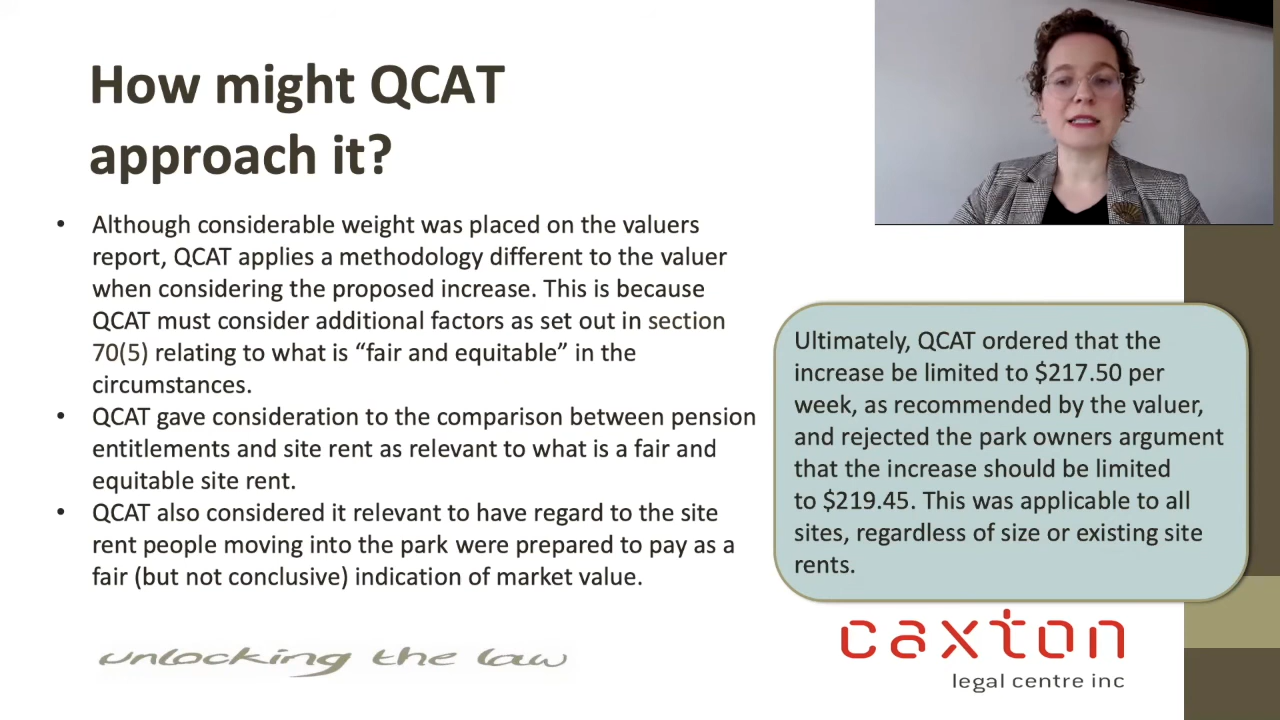 How might QCAT
approach it?
• Although considerable weight was placed on the valuers
report, QCAT applies a methodology different to the valuer
when considering the proposed increase. This is because
QCAT must consider additional factors as set out in section
70(5) relating to what is “fair and equitable” in the
circumstances.
• QCAT gave consideration to the comparison between pension
entitlements and site rent as relevant to what is a fair and
equitable site rent.
• QCAT also considered it relevant to have regard to the site
rent people moving into the park were prepared to pay as a
fair (but not conclusive) indication of market value.
Ultimately, QCAT ordered that the
increase be limited to $217.50 per
week, as recommended by the valuer,
and rejected the park owners argument
that the increase should be limited
to $219.45. This was applicable to all
sites, regardless of size or existing site
rents.
unlocking the law
caxton
legal centre inc